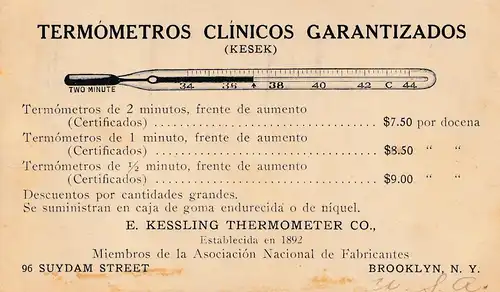 TERMÓMETROS CLÍNICOS GARANTIZADOS
(KESEK)
TWO MINUTE 34 36 38 40 42 C 44
Termómetros de 2 minutos, frente de aumento
(Certificados) $7.50 por docena
Termómetros de 1 minuto, frente de aumento
(Certificados) $8.50 " "
Termómetros de ½ minuto, frente de aumento
(Certificados) $9.00 " "
Descuentos por cantidades grandes.
Se suministran en caja de goma endurecida o de niquel.
E. KESSLING THERMOMETER CO.,
Establecida en 1892
Miembros de la Asociación Nacional de Fabricantes
96 SUYDAM STREET BROOKLYN, N. Y.
U. S. A.